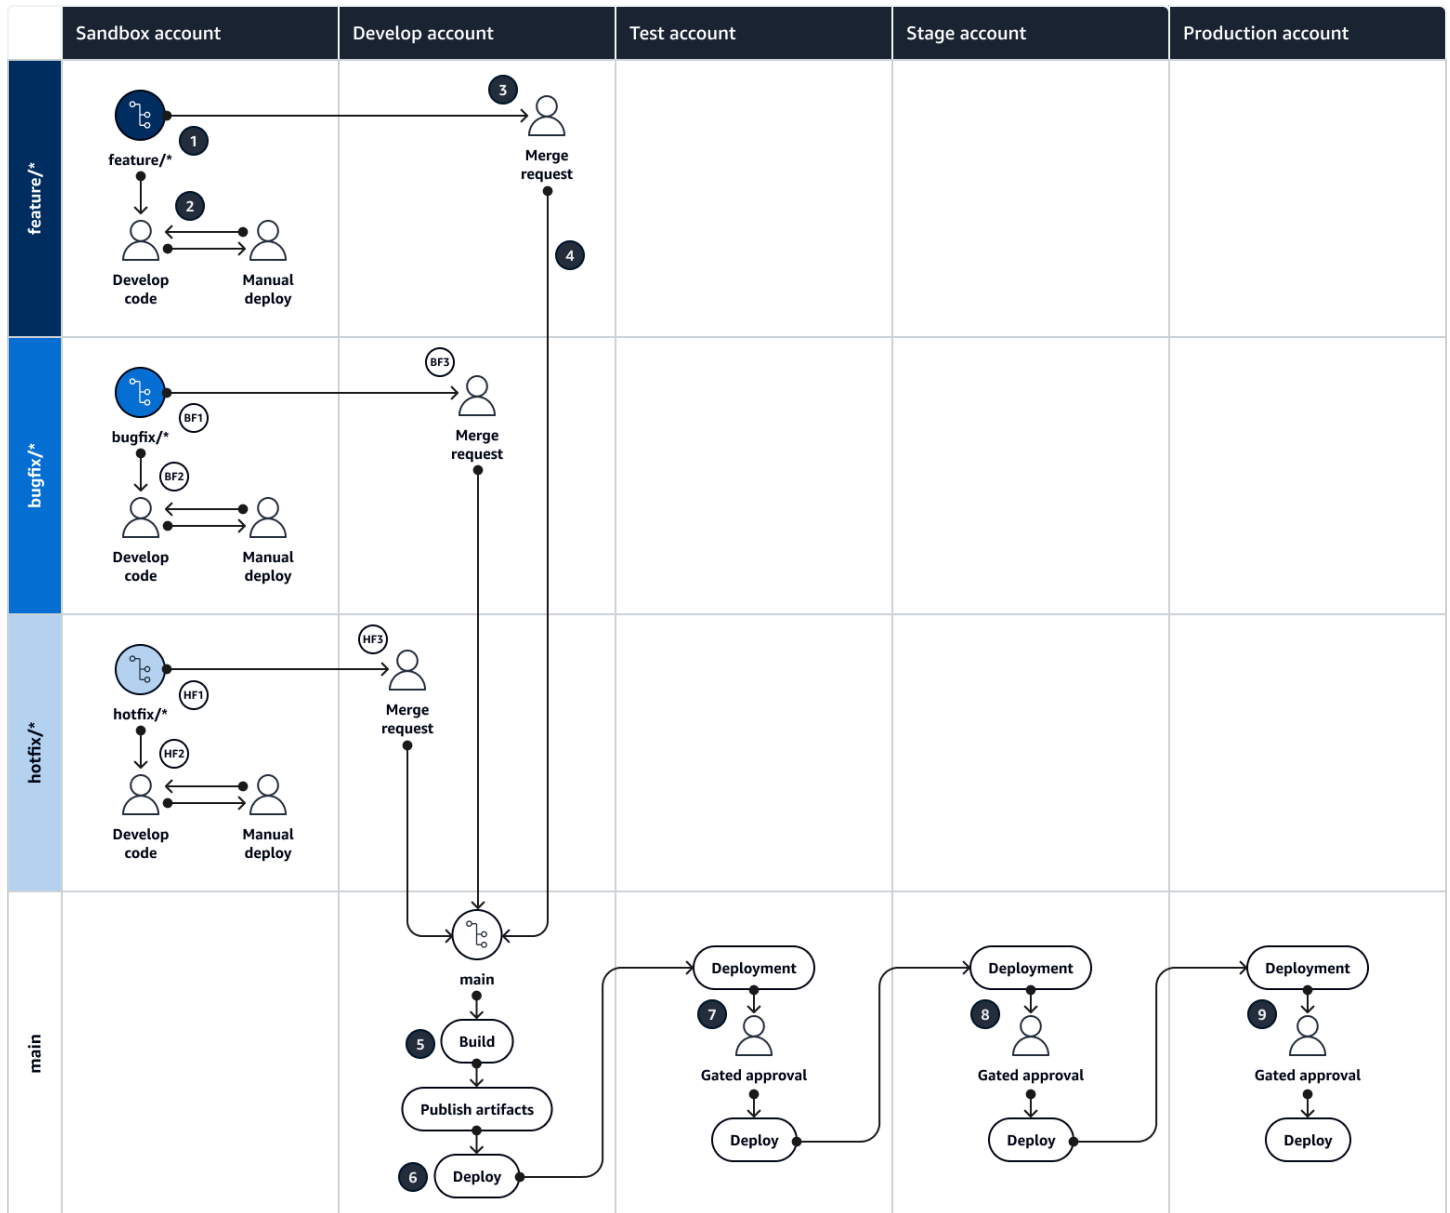 Sandbox account
Develop account
Test account
Stage account
Production account
feature/*
3
1
feature/*
Merge
request
2
4
Develop
code
Manual
deploy
bugfix/*
BF3
BF1
bugfix/*
Merge
request
BF2
Develop
code
Manual
deploy
hotfix/*
HF3
HF1
hotfix/*
Merge
request
HF2
Develop
code
Manual
deploy
main
main
5
Build
Publish artifacts
6
Deploy
Deployment
7
Gated approval
Deploy
Deployment
8
Gated approval
Deploy
Deployment
9
Gated approval
Deploy